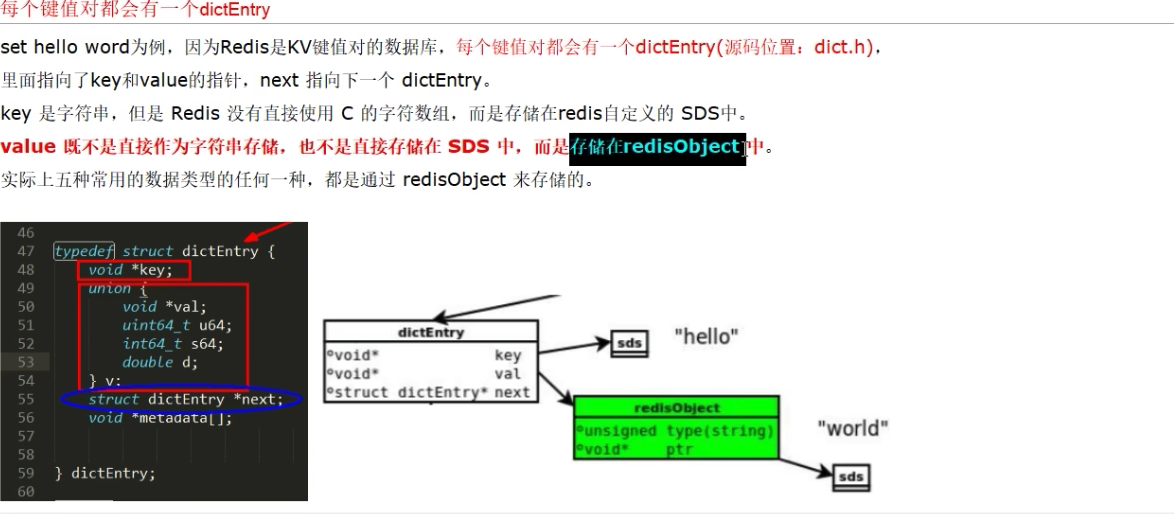 每个键值对都会有一个dictEntry
set hello word为例，因为Redis是KV键值对的数据库，每个键值对都会有一个dictEntry(源码位置：dict.h)，
里面指向了key和value的指针，next 指向下一个 dictEntry。
key 是字符串，但是 Redis 没有直接使用 C 的字符数组，而是存储在redis自定义的 SDS中。
value 既不是直接作为字符串存储，也不是直接存储在 SDS 中，而是存储在redisObject 中。
实际上五种常用的数据类型的任何一种，都是通过 redisObject 来存储的。
46
47 typedef struct dictEntry {
48 void *key;
49 union {
50 void *val;
51 uint64_t u64;
52 int64_t s64;
53 double d;
54 } v;
55 struct dictEntry *next;
56 void *metadata[];
57
58
59 } dictEntry;
60
dictEntry
void* key
void* val
struct dictEntry* next
sds
"hello"
redisObject
unsigned type(string)
void* ptr
"world"
sds